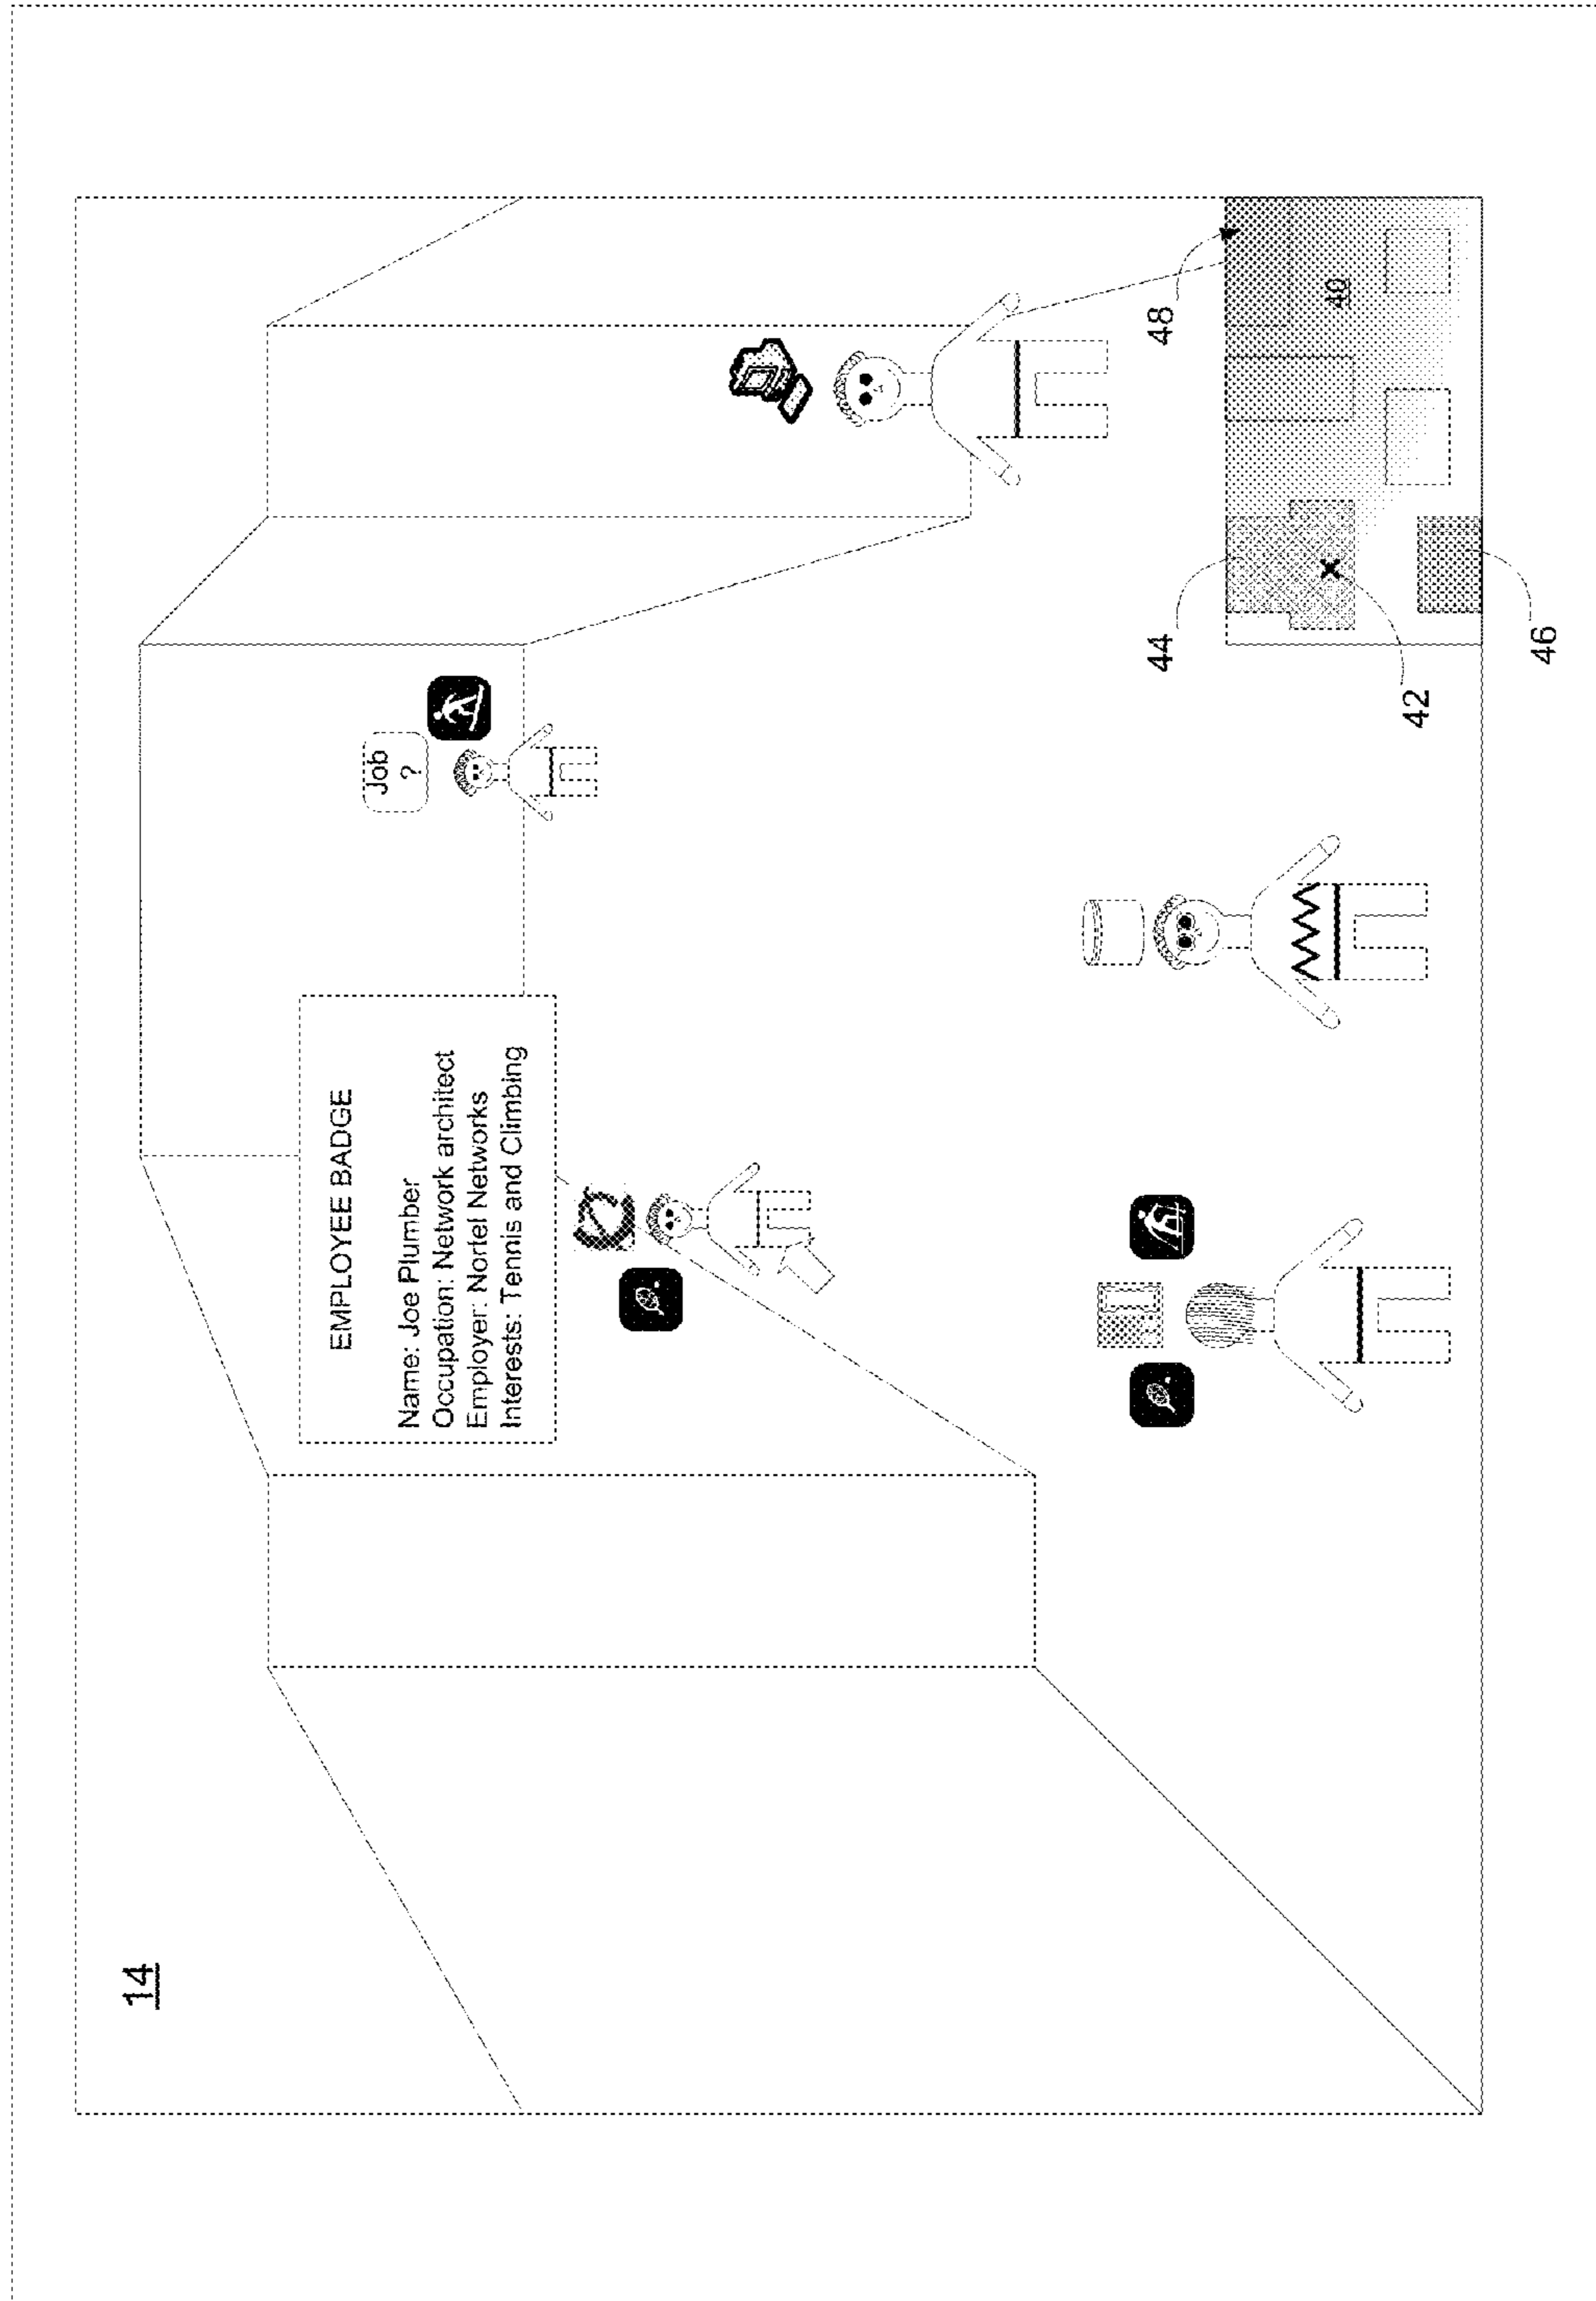 14
EMPLOYEE BADGE
Name: Joe Plumber
Occupation: Network architect
Employer: Nortel Networks
Interests: Tennis and Climbing
Job
?
44
48
40
42
46